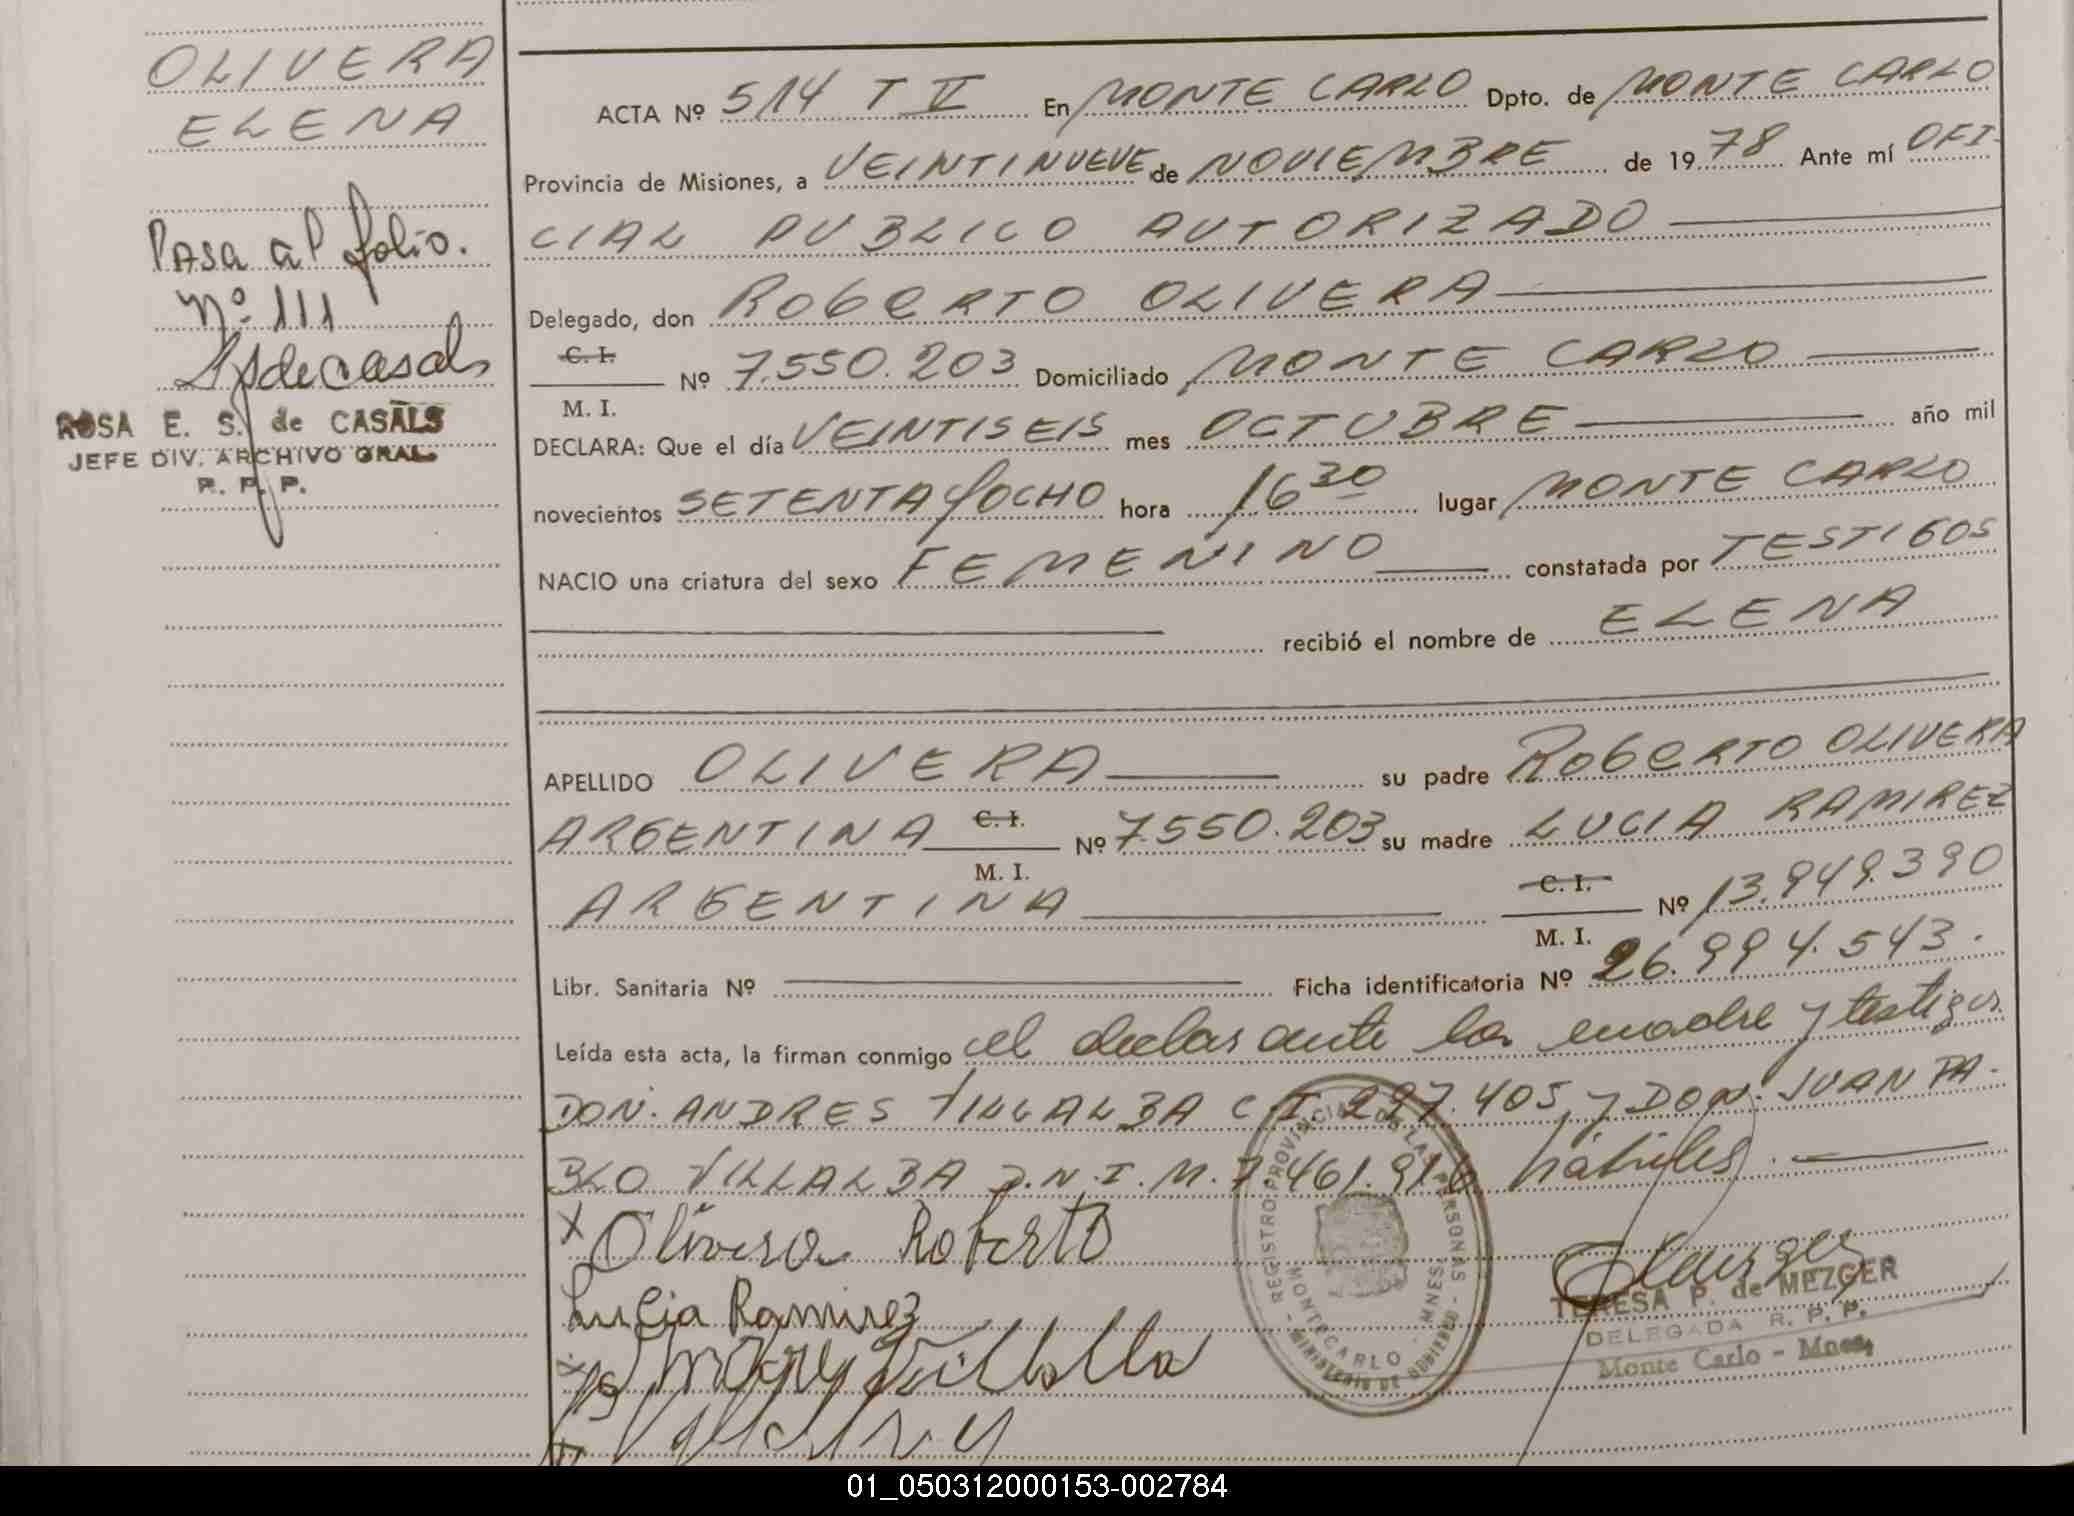 OLIVERA
ELENA
Pasa al folio.
Nº 111
ROSA E. S. de CASALS
JEFE DIV. ARCHIVO GRAL.
R. P. P.
ACTA Nº 514 T II En MONTE CARLO Dpto. de MONTE CARLO
Provincia de Misiones, a VEINTINUEVE de NOVIEMBRE de 1978 Ante mí OFI-
CIAL PUBLICO AUTORIZADO
Delegado, don ROBERTO OLIVERA
C. I.
M. I. Nº 7.550.203 Domiciliado MONTE CARLO
DECLARA: Que el día VEINTISEIS mes OCTUBRE año mil
novecientos SETENTA Y OCHO hora 16 30 lugar MONTE CARLO
NACIO una criatura del sexo FEMENINO constatada por TESTIGOS
recibió el nombre de ELENA
APELLIDO OLIVERA su padre ROBERTO OLIVERA
ARGENTINA C. I. M. I. Nº 7.550.203 su madre LUCIA RAMIREZ
ARGENTINA C. I. M. I. Nº 13.949.390
Libr. Sanitaria Nº Ficha identificatoria Nº 26.994.543.
Leída esta acta, la firman conmigo el declarante la madre y testigos
DON. ANDRES VILLALBA C.I. 227.405 y DON. JUAN PA-
BLO VILLALBA D.N.I.M. 7.461.916 hábiles.
x Olivera Roberto
Lucia Ramirez
REGISTRO PROVINCIAL DE LAS PERSONAS
MONTECARLO - MNES.
MINISTERIO DE GOBIERNO
TERESA P. de MEZGER
DELEGADA R. P. P.
Monte Carlo - Mnes.
01_050312000153-002784